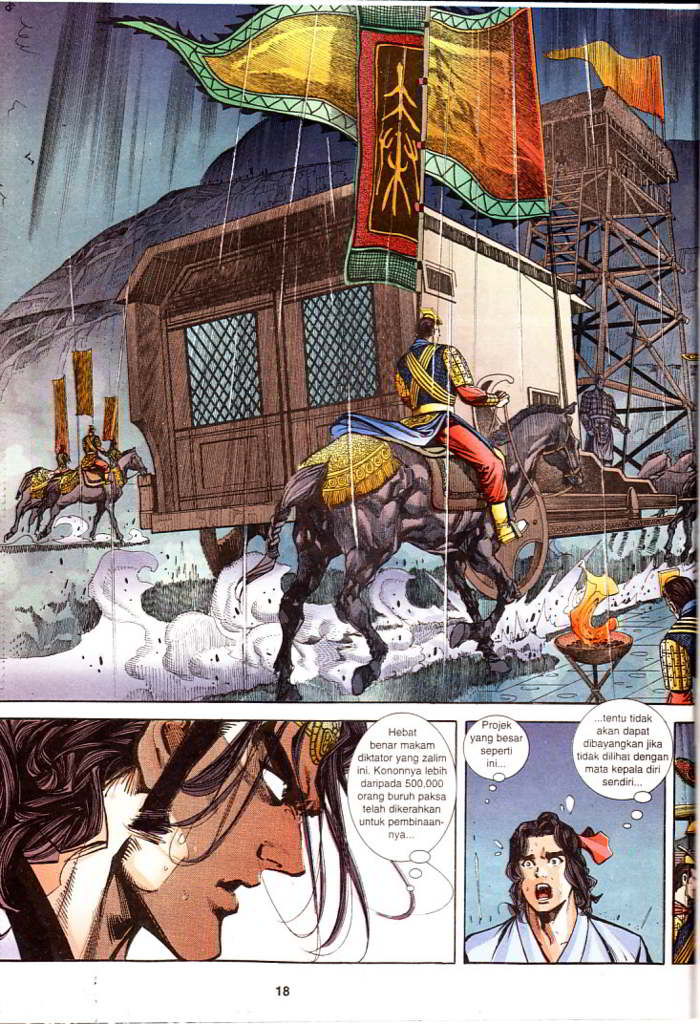 Hebat
benar makam
diktator yang zalim
ini. Kononnya lebih
daripada 500,000
orang buruh paksa
telah dikerahkan
untuk pembinaan-
nya...
Projek
yang besar
seperti
ini...
...tentu tidak
akan dapat
dibayangkan jika
tidak dilihat dengan
mata kepala diri
sendiri...
18